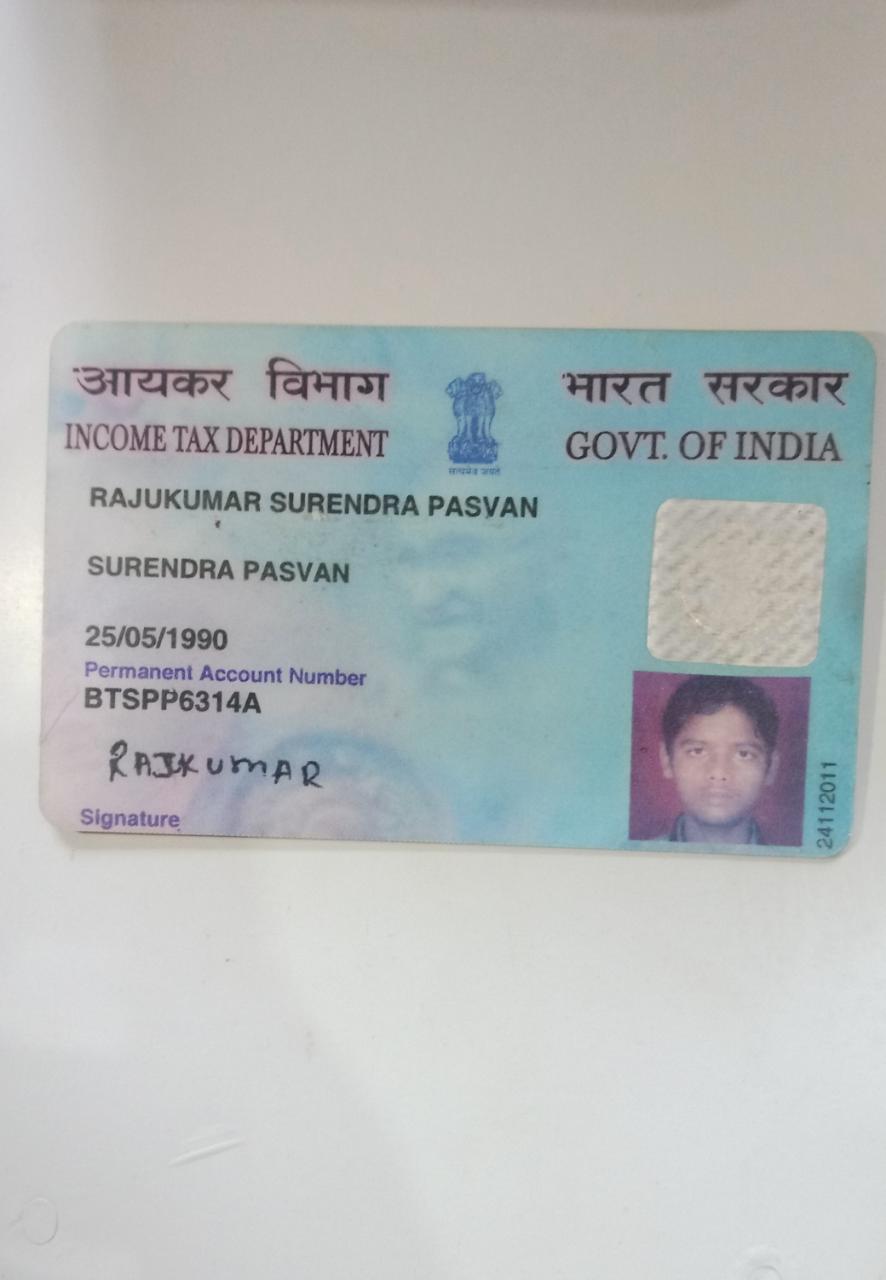 आयकर विभाग
INCOME TAX DEPARTMENT
सत्यमेव जयते
भारत सरकार
GOVT. OF INDIA
RAJUKUMAR SURENDRA PASVAN
SURENDRA PASVAN
25/05/1990
Permanent Account Number
BTSPP6314A
RAJKUMAR
Signature
24112011